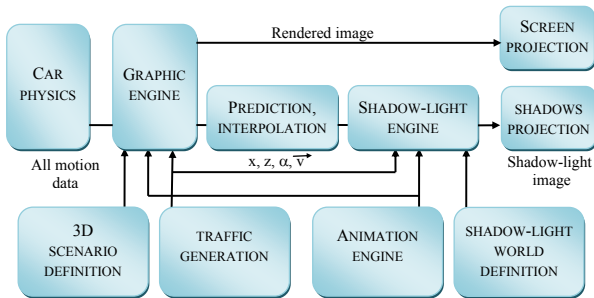 Rendered image
SCREEN
PROJECTION
CAR
PHYSICS
GRAPHIC
ENGINE
PREDICTION,
INTERPOLATION
SHADOW-LIGHT
ENGINE
SHADOWS
PROJECTION
All motion
data
x, z, α, v⃗
Shadow-light
image
3D
SCENARIO
DEFINITION
TRAFFIC
GENERATION
ANIMATION
ENGINE
SHADOW-LIGHT
WORLD
DEFINITION